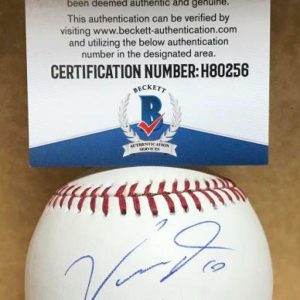 been deemed authentic and genuine.
This authentication can be verified by
visiting www.beckett-authentication.com
and utilizing the below authentication
number in the designated area.
CERTIFICATION NUMBER: H80256
BECKETT
B
AUTHENTICATION
SERVICES
10